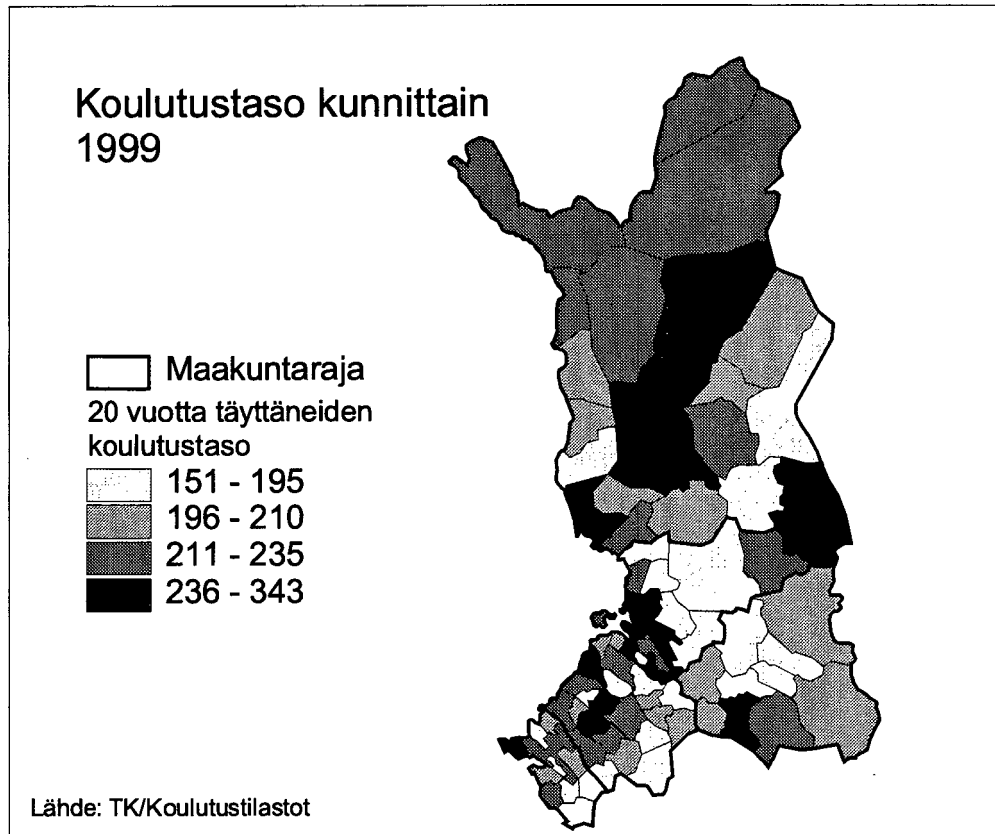 Koulutustaso kunnittain
1999
Maakuntaraja
20 vuotta täyttäneiden
koulutustaso
151 - 195
196 - 210
211 - 235
236 - 343
Lähde: TK/Koulutustilastot